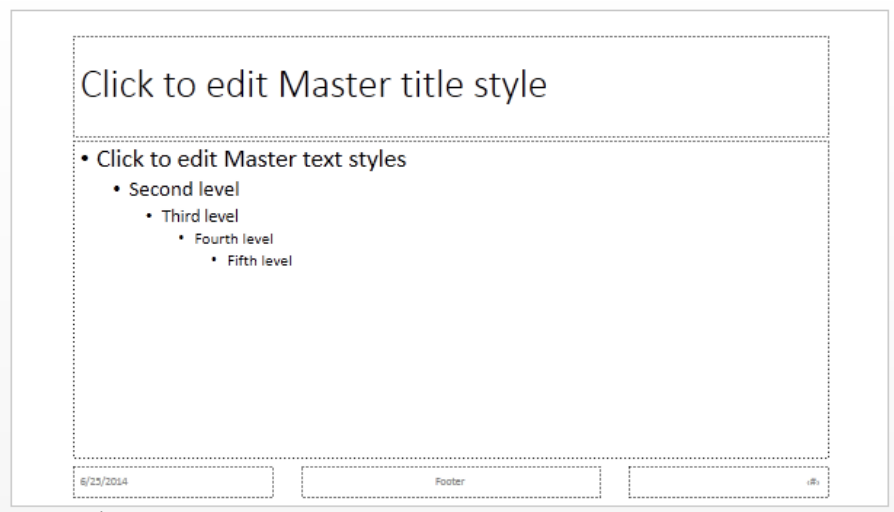 Click to edit Master title style
• Click to edit Master text styles
• Second level
• Third level
• Fourth level
• Fifth level
6/25/2014
Footer
‹#›